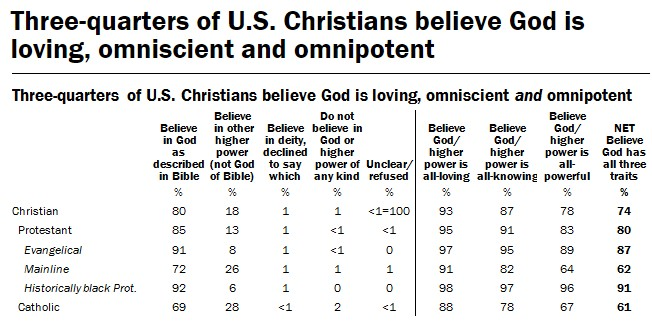 Three-quarters of U.S. Christians believe God is
loving, omniscient and omnipotent
Three-quarters of U.S. Christians believe God is loving, omniscient and omnipotent
Believe in God as described in Bible
Believe in other higher power (not God of Bible)
Believe in deity, declined to say which
Do not believe in God or higher power of any kind
Unclear/ refused
Believe God/ higher power is all-loving
Believe God/ higher power is all-knowing
Believe God/ higher power is all-powerful
NET Believe God has all three traits
% % % % % % % % %
Christian 80 18 1 1 <1=100 93 87 78 74
Protestant 85 13 1 <1 <1 95 91 83 80
Evangelical 91 8 1 <1 0 97 95 89 87
Mainline 72 26 1 1 1 91 82 64 62
Historically black Prot. 92 6 1 0 0 98 97 96 91
Catholic 69 28 <1 2 <1 88 78 67 61